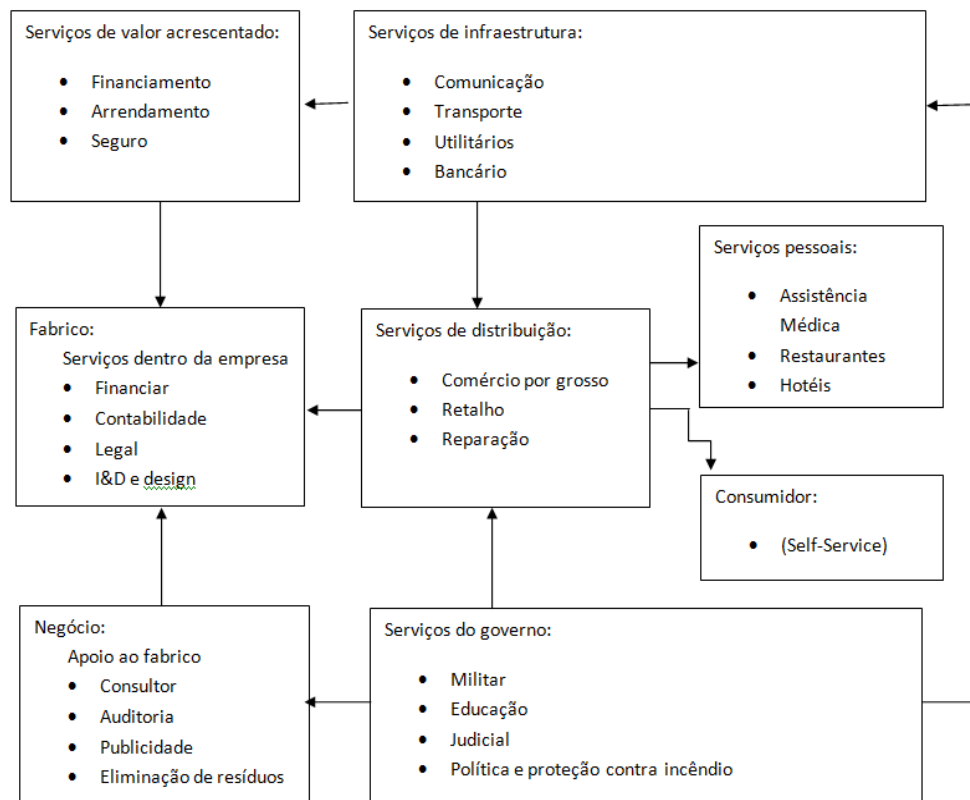 Serviços de valor acrescentado:
• Financiamento
• Arrendamento
• Seguro
Serviços de infraestrutura:
• Comunicação
• Transporte
• Utilitários
• Bancário
Serviços pessoais:
• Assistência
Médica
• Restaurantes
• Hotéis
Fabrico:
Serviços dentro da empresa
• Financiar
• Contabilidade
• Legal
• I&D e design
Serviços de distribuição:
• Comércio por grosso
• Retalho
• Reparação
Consumidor:
• (Self-Service)
Negócio:
Apoio ao fabrico
• Consultor
• Auditoria
• Publicidade
• Eliminação de resíduos
Serviços do governo:
• Militar
• Educação
• Judicial
• Política e proteção contra incêndio